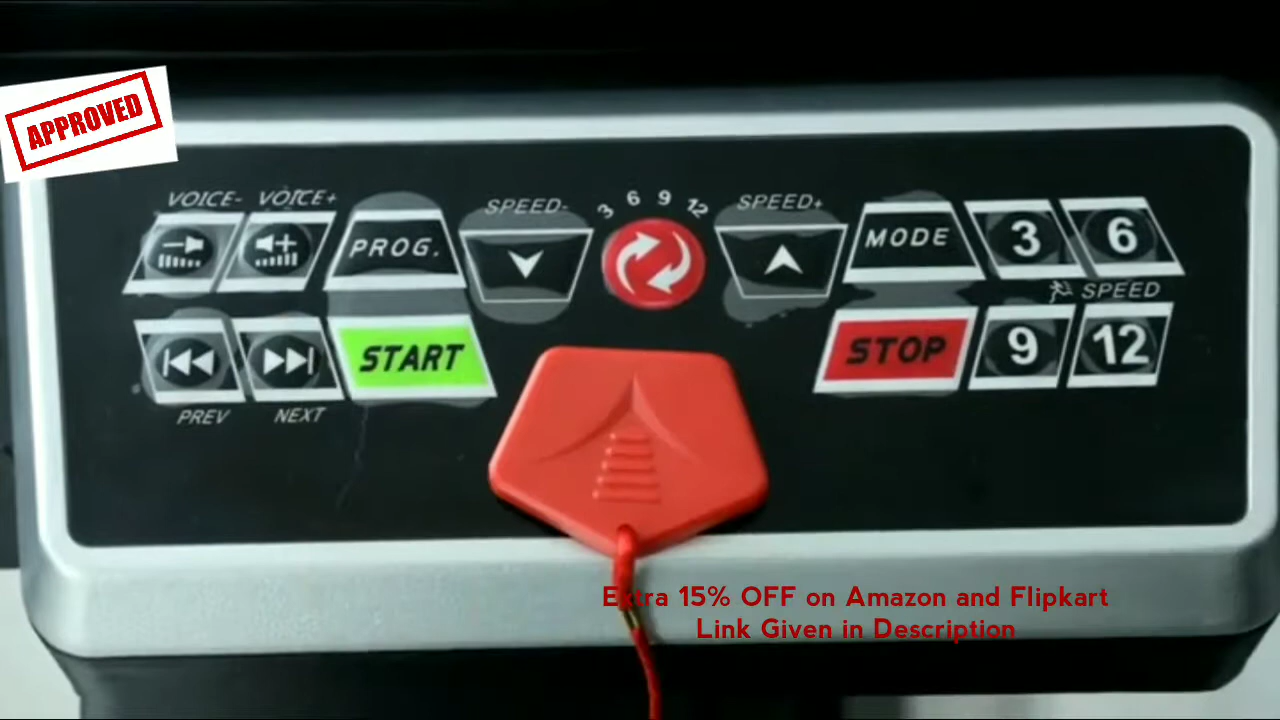 APPROVED
VOICE- VOICE+
SPEED-
3 6 9 12
SPEED+
PROG.
MODE
3
6
SPEED
START
STOP
9
12
PREV
NEXT
Extra 15% OFF on Amazon and Flipkart
Link Given in Description